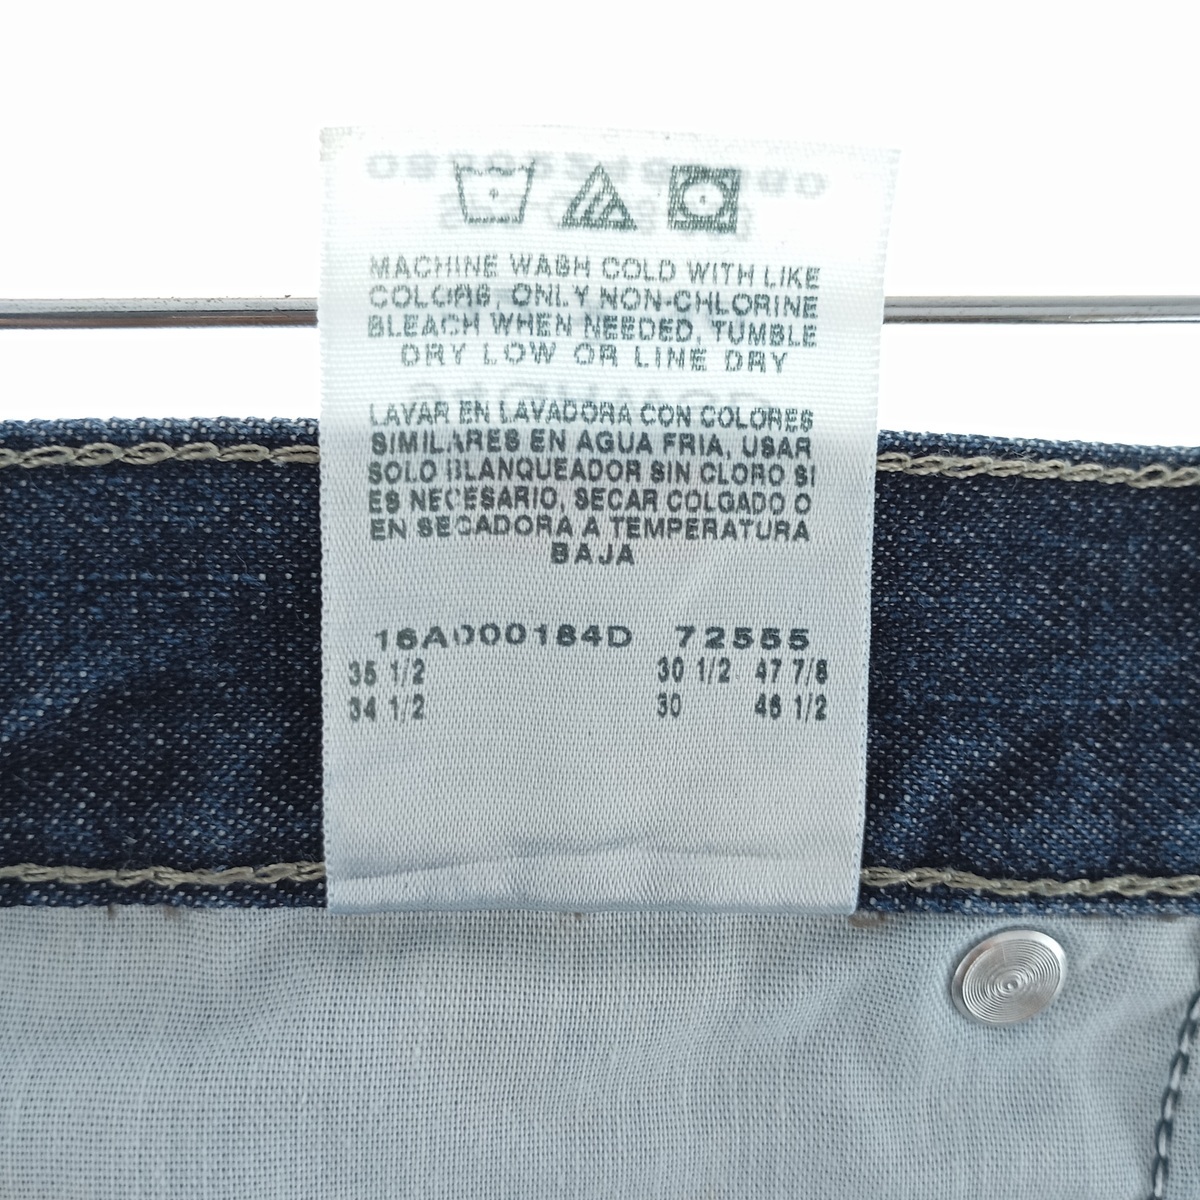 MACHINE WASH COLD WITH LIKE
COLORS, ONLY NON-CHLORINE
BLEACH WHEN NEEDED, TUMBLE
DRY LOW OR LINE DRY
LAVAR EN LAVADORA CON COLORES
SIMILARES EN AGUA FRIA, USAR
SOLO BLANQUEADOR SIN CLORO SI
ES NECESARIO, SECAR COLGADO O
EN SECADORA A TEMPERATURA
BAJA
16A000184D 72555
35 1/2 30 1/2 47 7/8
34 1/2 30 46 1/2